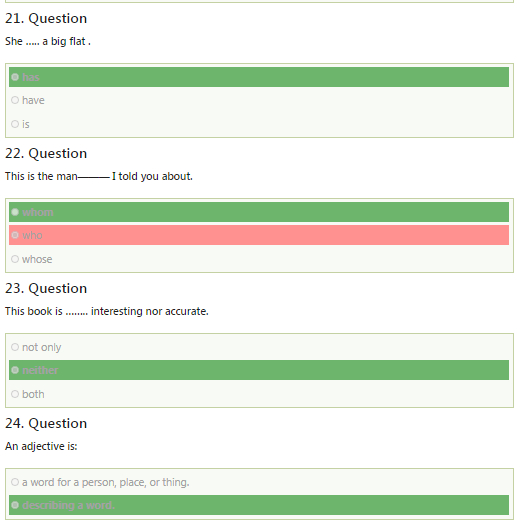 21. Question
She ..... a big flat .
has
have
is
22. Question
This is the man——— I told you about.
whom
who
whose
23. Question
This book is ........ interesting nor accurate.
not only
neither
both
24. Question
An adjective is:
a word for a person, place, or thing.
describing a word.